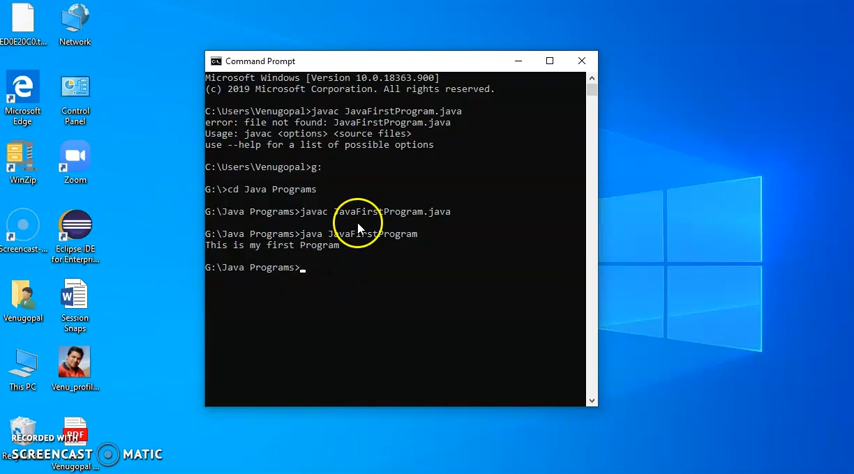 ED0E20C0.t...
Network
Microsoft
Edge
Control
Panel
WinZip
Zoom
Screencast-...
Eclipse IDE
for Enterpri...
Venugopal
Session
Snaps
This PC
Venu_profil...
Venugopal ...
Command Prompt
Microsoft Windows [Version 10.0.18363.900]
(c) 2019 Microsoft Corporation. All rights reserved.
C:\Users\Venugopal>javac JavaFirstProgram.java
error: file not found: JavaFirstProgram.java
Usage: javac <options> <source files>
use --help for a list of possible options
C:\Users\Venugopal>g:
G:\>cd Java Programs
G:\Java Programs>javac JavaFirstProgram.java
G:\Java Programs>java JavaFirstProgram
This is my first Program
G:\Java Programs>
RECORDED WITH
SCREENCAST MATIC
PDF